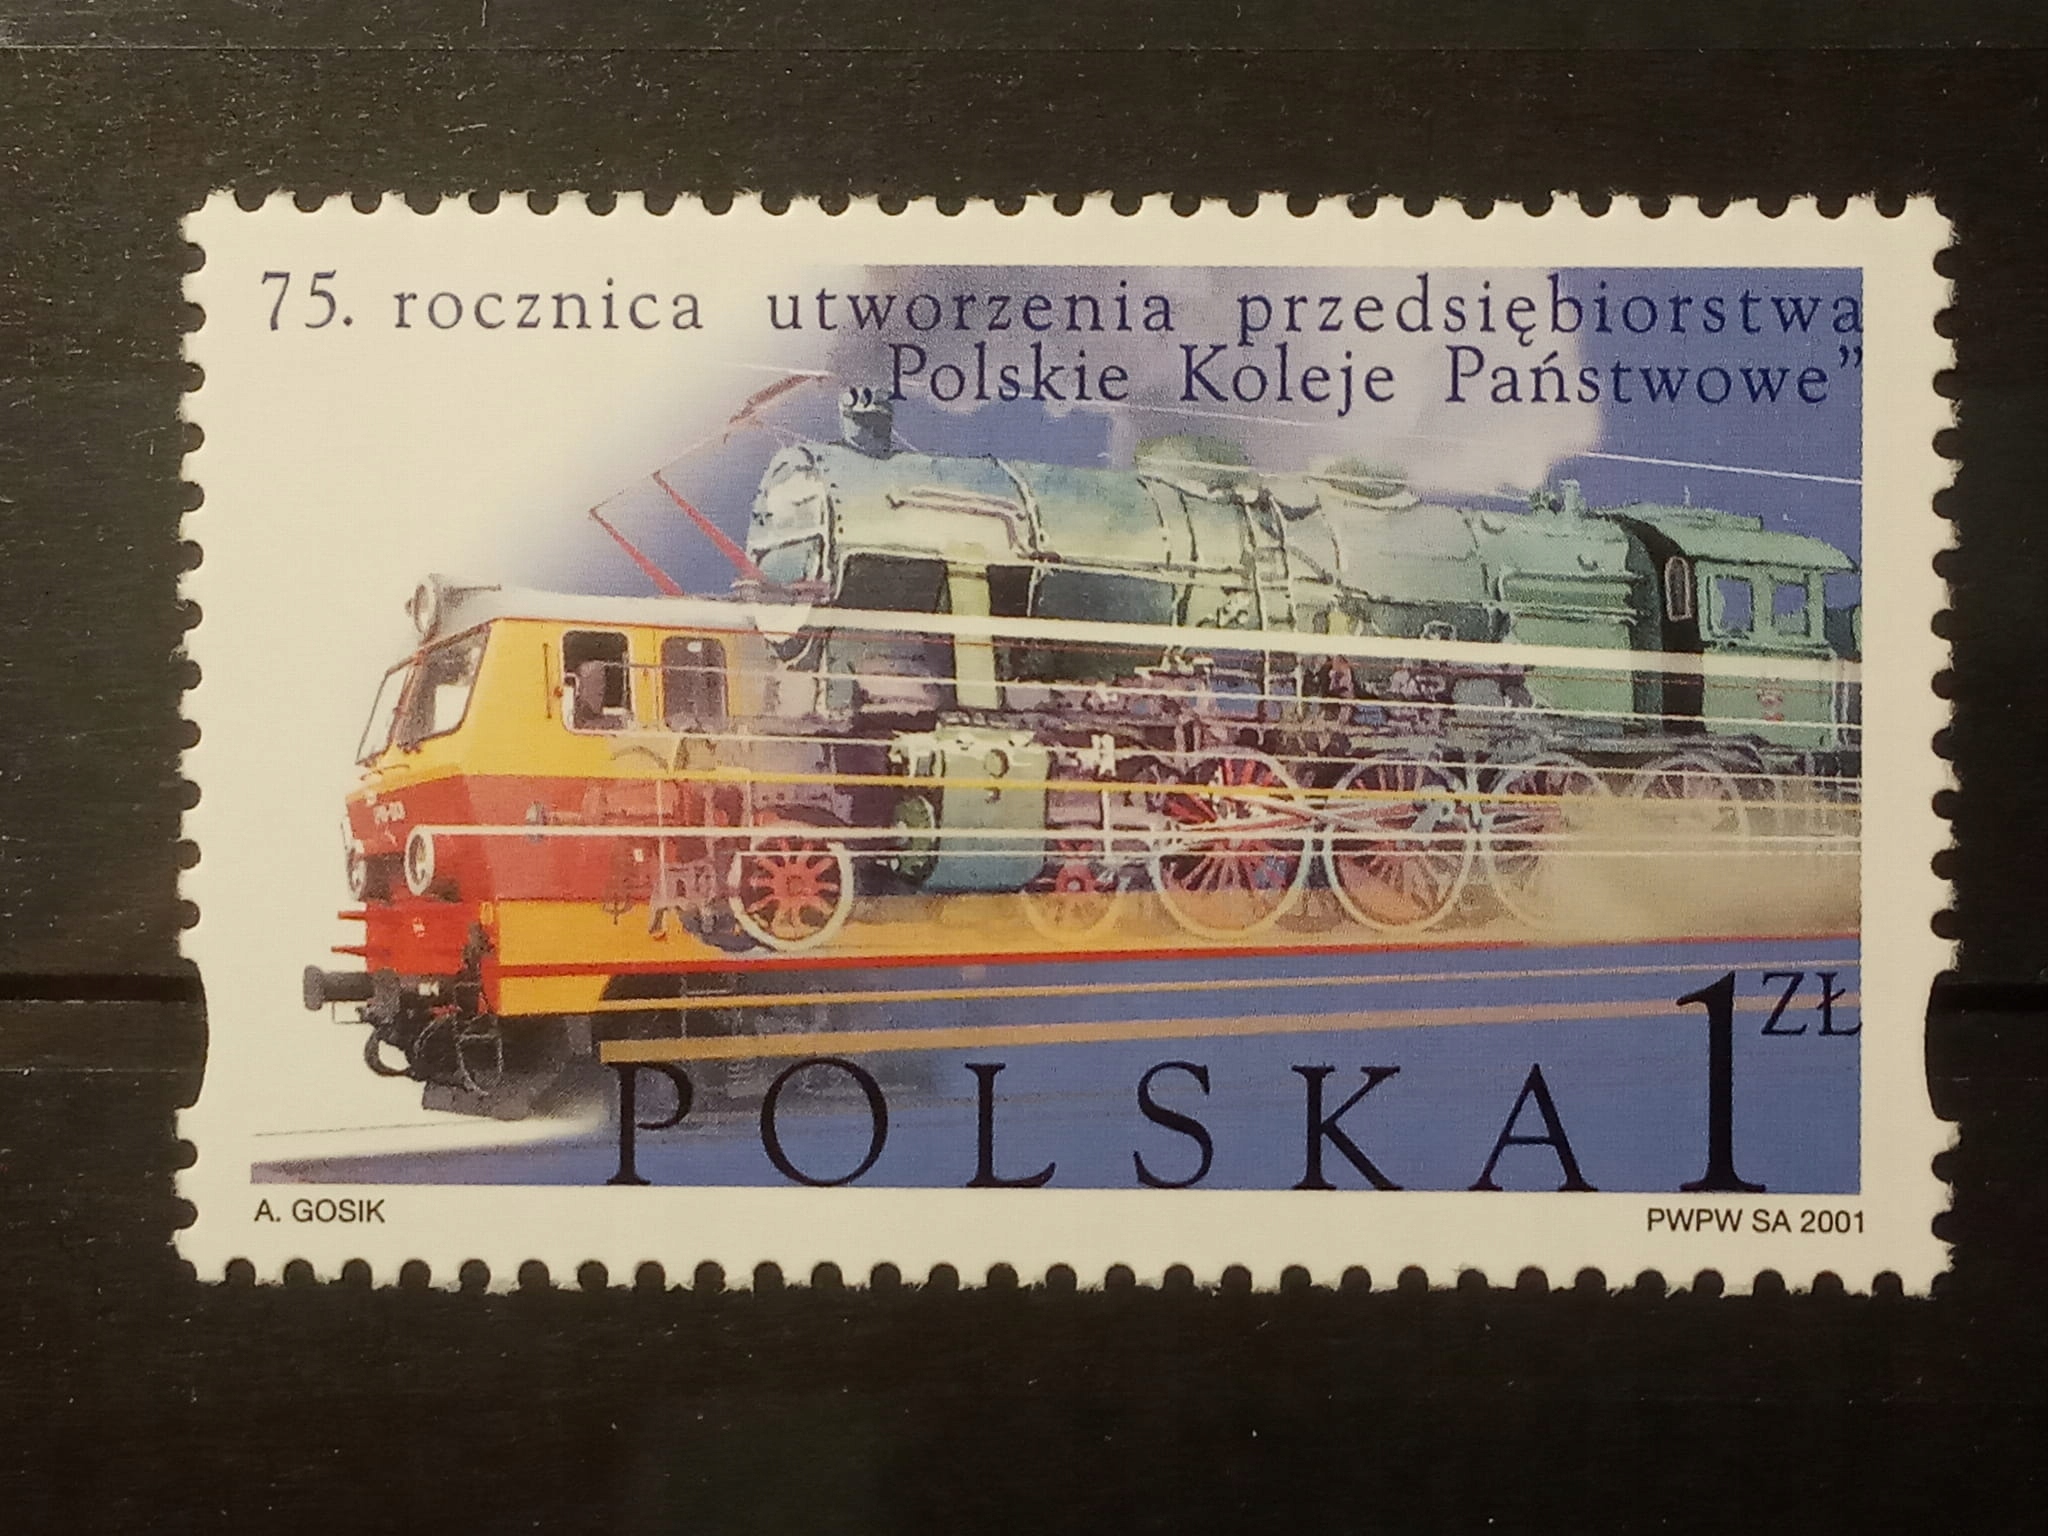 75. rocznica utworzenia przedsiębiorstwa
„Polskie Koleje Państwowe”
1 ZŁ
POLSKA
A. GOSIK
PWPW SA 2001